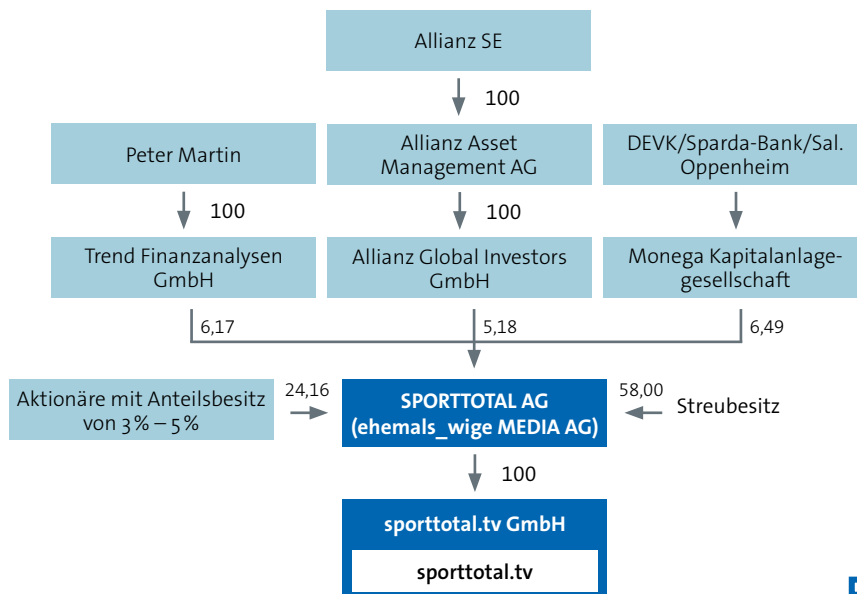 Allianz SE
100
Peter Martin
Allianz Asset
Management AG
DEVK/Sparda-Bank/Sal.
Oppenheim
100
100
Trend Finanzanalysen
GmbH
Allianz Global Investors
GmbH
Monega Kapitalanlage-
gesellschaft
6,17
5,18
6,49
Aktionäre mit Anteilsbesitz
von 3 % – 5 %
24,16
SPORTTOTAL AG
(ehemals_wige MEDIA AG)
58,00
Streubesitz
100
sporttotal.tv GmbH
sporttotal.tv